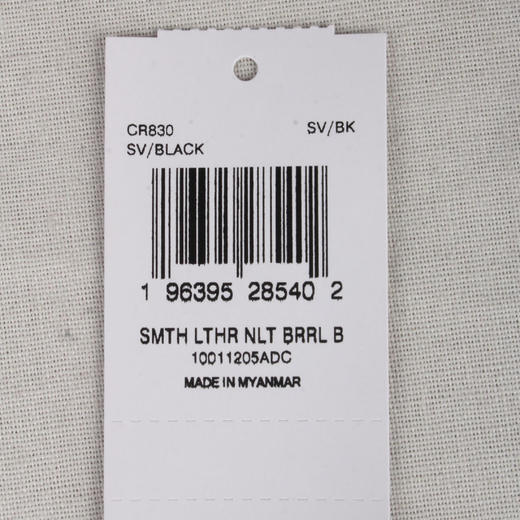 CR830 SV/BK
SV/BLACK
1 96395 28540 2
SMTH LTHR NLT BRRL B
10011205ADC
MADE IN MYANMAR